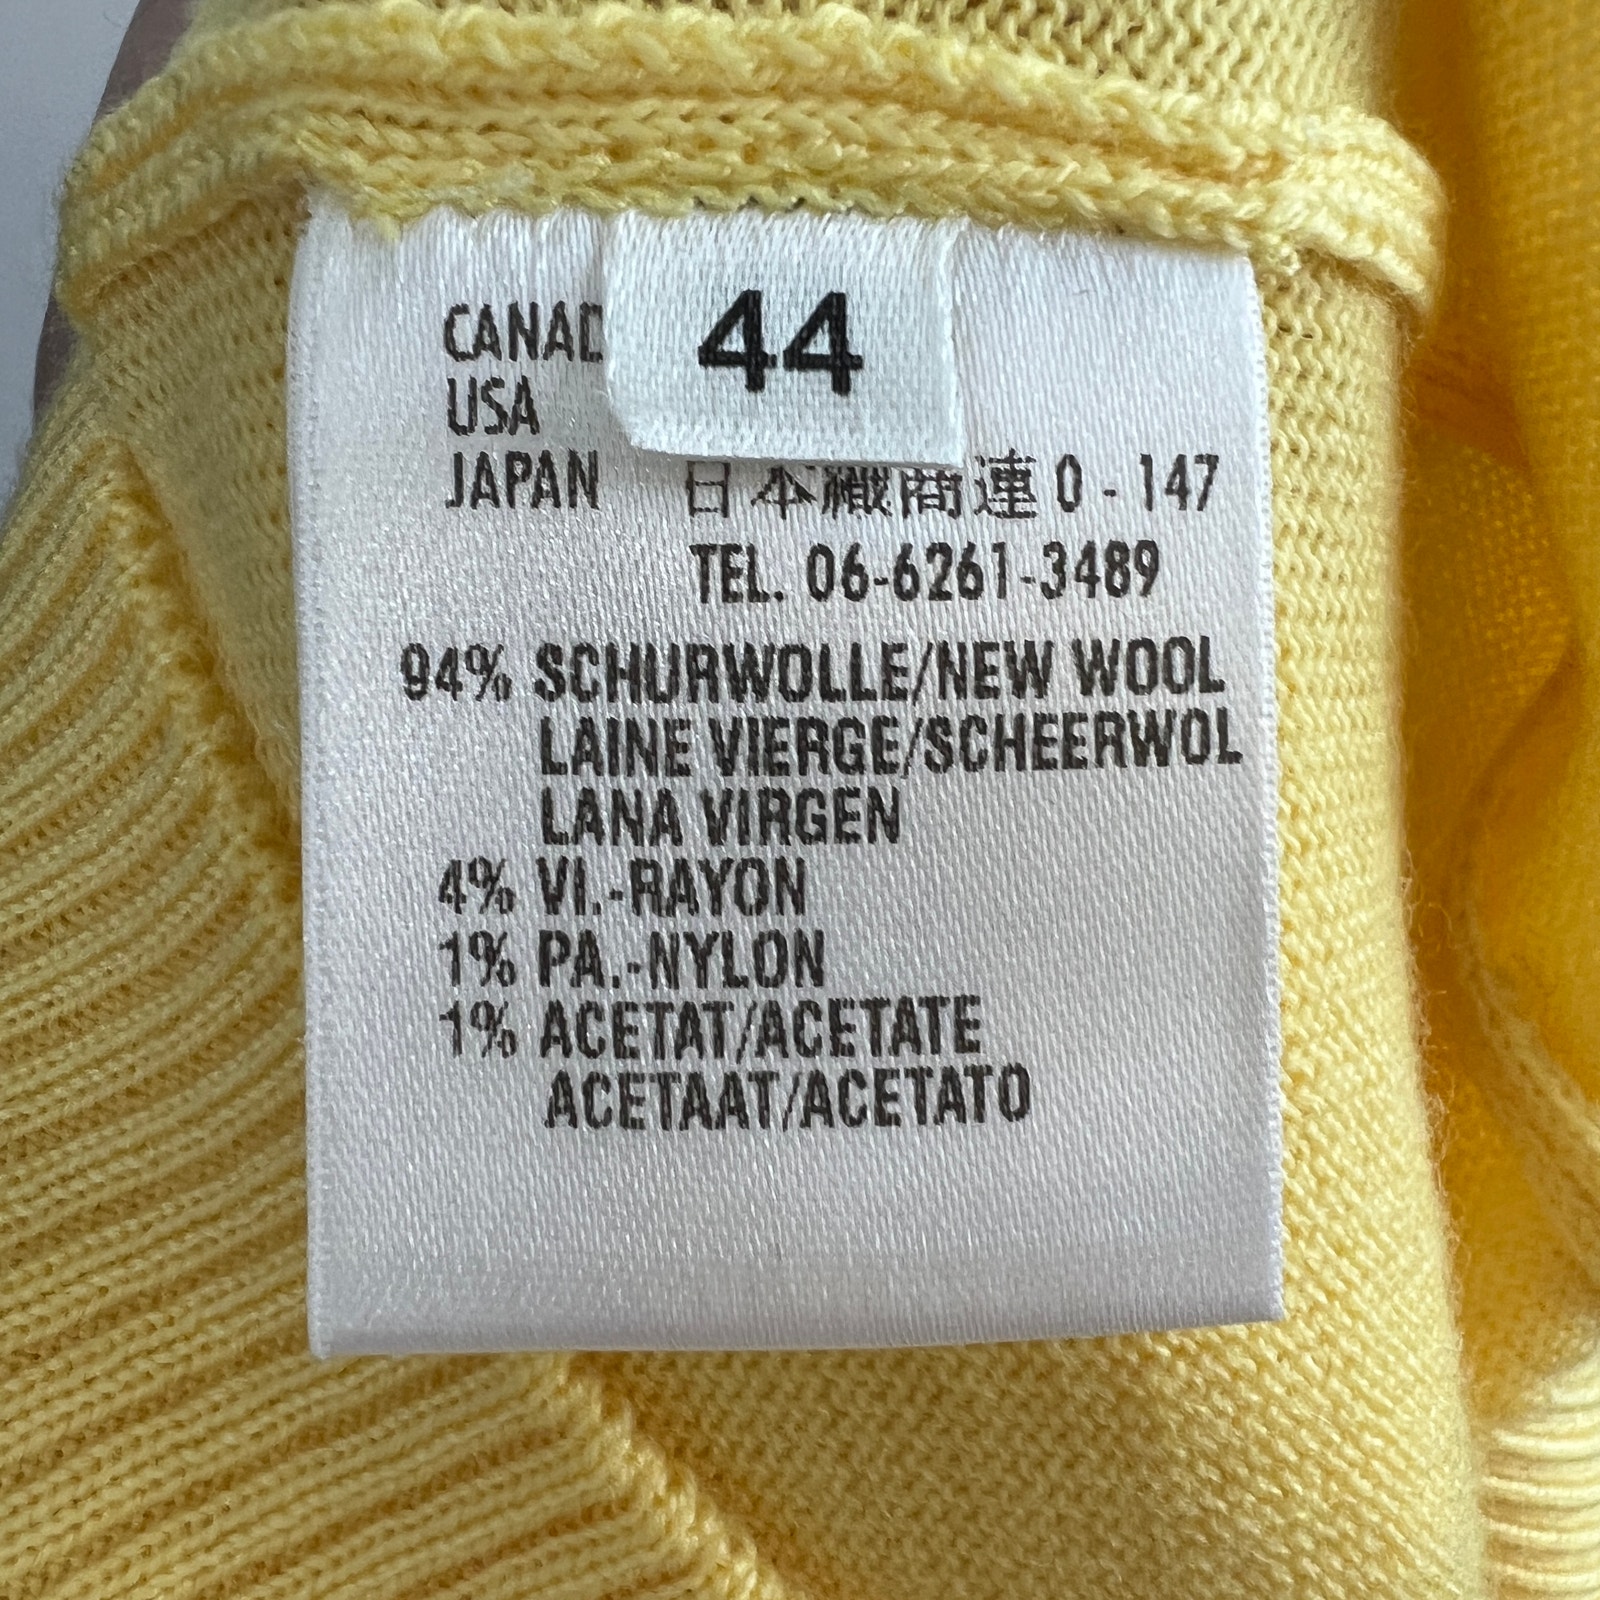 44
CANAD
USA
JAPAN 日本織商連 0 - 147
TEL. 06-6261-3489
94% SCHURWOLLE/NEW WOOL
LAINE VIERGE/SCHEERWOL
LANA VIRGEN
4% VI.-RAYON
1% PA.-NYLON
1% ACETAT/ACETATE
ACETAAT/ACETATO